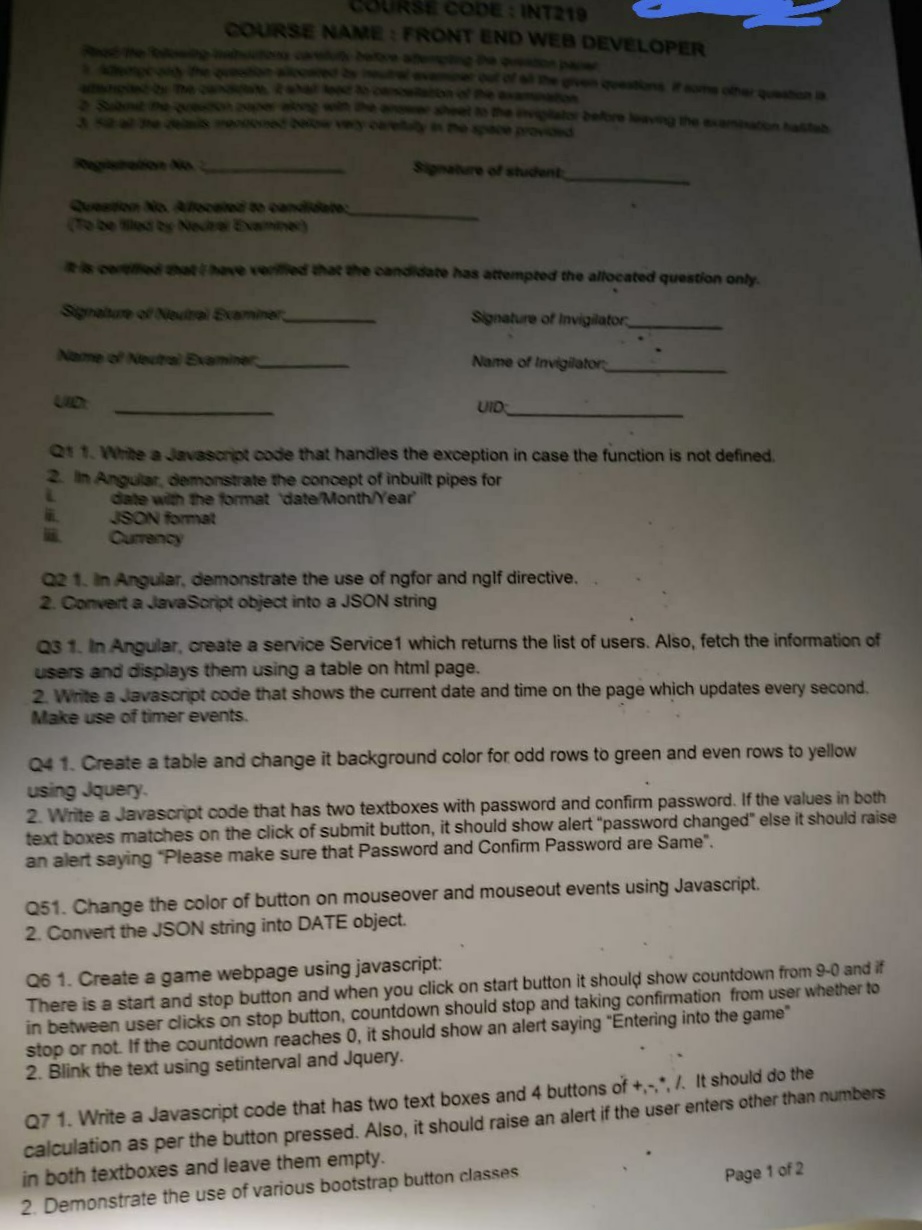 COURSE CODE : INT219
COURSE NAME : FRONT END WEB DEVELOPER
Read the following instructions carefully before attempting the question paper.
1. Attempt only the question allocated by neutral examiner out of all the given questions. If some other question is
attempted by The candidate, it shall lead to cancellation of the examination.
2. Submit the question paper along with the answer sheet to the invigilator before leaving the examination hall/lab.
3. Fill all the details mentioned below very carefully in the space provided.
Registration No. :_______________ Signature of student:_______________
Question No. Allocated to candidate:_______________
(To be filled by Neutral Examiner)
It is certified that I have verified that the candidate has attempted the allocated question only.
Signature of Neutral Examiner:__________ Signature of Invigilator:__________
Name of Neutral Examiner:__________ Name of Invigilator:_____________
UID: _________________ UID:___________________
Q1 1. Write a Javascript code that handles the exception in case the function is not defined.
2. In Angular, demonstrate the concept of inbuilt pipes for
i. date with the format 'date/Month/Year'
ii. JSON format
iii. Currency
Q2 1. In Angular, demonstrate the use of ngfor and ngIf directive.
2. Convert a JavaScript object into a JSON string
Q3 1. In Angular, create a service Service1 which returns the list of users. Also, fetch the information of
users and displays them using a table on html page.
2. Write a Javascript code that shows the current date and time on the page which updates every second.
Make use of timer events.
Q4 1. Create a table and change it background color for odd rows to green and even rows to yellow
using Jquery.
2. Write a Javascript code that has two textboxes with password and confirm password. If the values in both
text boxes matches on the click of submit button, it should show alert “password changed” else it should raise
an alert saying “Please make sure that Password and Confirm Password are Same”.
Q51. Change the color of button on mouseover and mouseout events using Javascript.
2. Convert the JSON string into DATE object.
Q6 1. Create a game webpage using javascript:
There is a start and stop button and when you click on start button it should show countdown from 9-0 and if
in between user clicks on stop button, countdown should stop and taking confirmation from user whether to
stop or not. If the countdown reaches 0, it should show an alert saying “Entering into the game”
2. Blink the text using setinterval and Jquery.
Q7 1. Write a Javascript code that has two text boxes and 4 buttons of +,-,*, /. It should do the
calculation as per the button pressed. Also, it should raise an alert if the user enters other than numbers
in both textboxes and leave them empty.
2. Demonstrate the use of various bootstrap button classes
Page 1 of 2